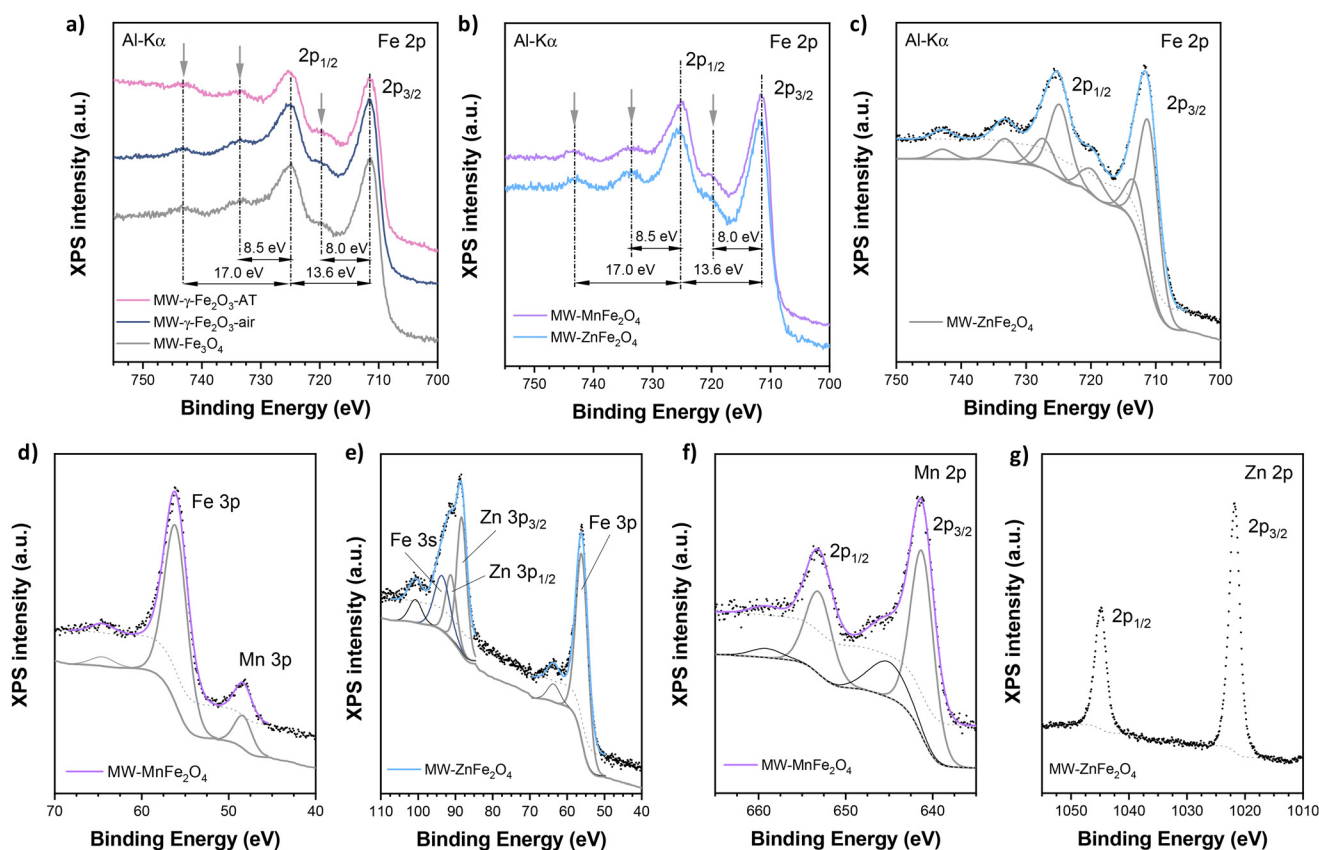 a)
Al-Kα
Fe 2p
2p1/2
2p3/2
8.5 eV
8.0 eV
17.0 eV
13.6 eV
MW-γ-Fe2O3-AT
MW-γ-Fe2O3-air
MW-Fe3O4
XPS intensity (a.u.)
750 740 730 720 710 700
Binding Energy (eV)
b)
Al-Kα
Fe 2p
2p1/2
2p3/2
8.5 eV
8.0 eV
17.0 eV
13.6 eV
MW-MnFe2O4
MW-ZnFe2O4
XPS intensity (a.u.)
750 740 730 720 710 700
Binding Energy (eV)
c)
Al-Kα
Fe 2p
2p1/2
2p3/2
MW-ZnFe2O4
XPS intensity (a.u.)
750 740 730 720 710 700
Binding Energy (eV)
d)
Fe 3p
Mn 3p
MW-MnFe2O4
XPS intensity (a.u.)
70 60 50 40
Binding Energy (eV)
e)
Zn 3p3/2
Fe 3p
Fe 3s
Zn 3p1/2
MW-ZnFe2O4
XPS intensity (a.u.)
110 100 90 80 70 60 50 40
Binding Energy (eV)
f)
Mn 2p
2p3/2
2p1/2
MW-MnFe2O4
XPS intensity (a.u.)
660 650 640
Binding Energy (eV)
g)
Zn 2p
2p3/2
2p1/2
MW-ZnFe2O4
XPS intensity (a.u.)
1050 1040 1030 1020 1010
Binding Energy (eV)